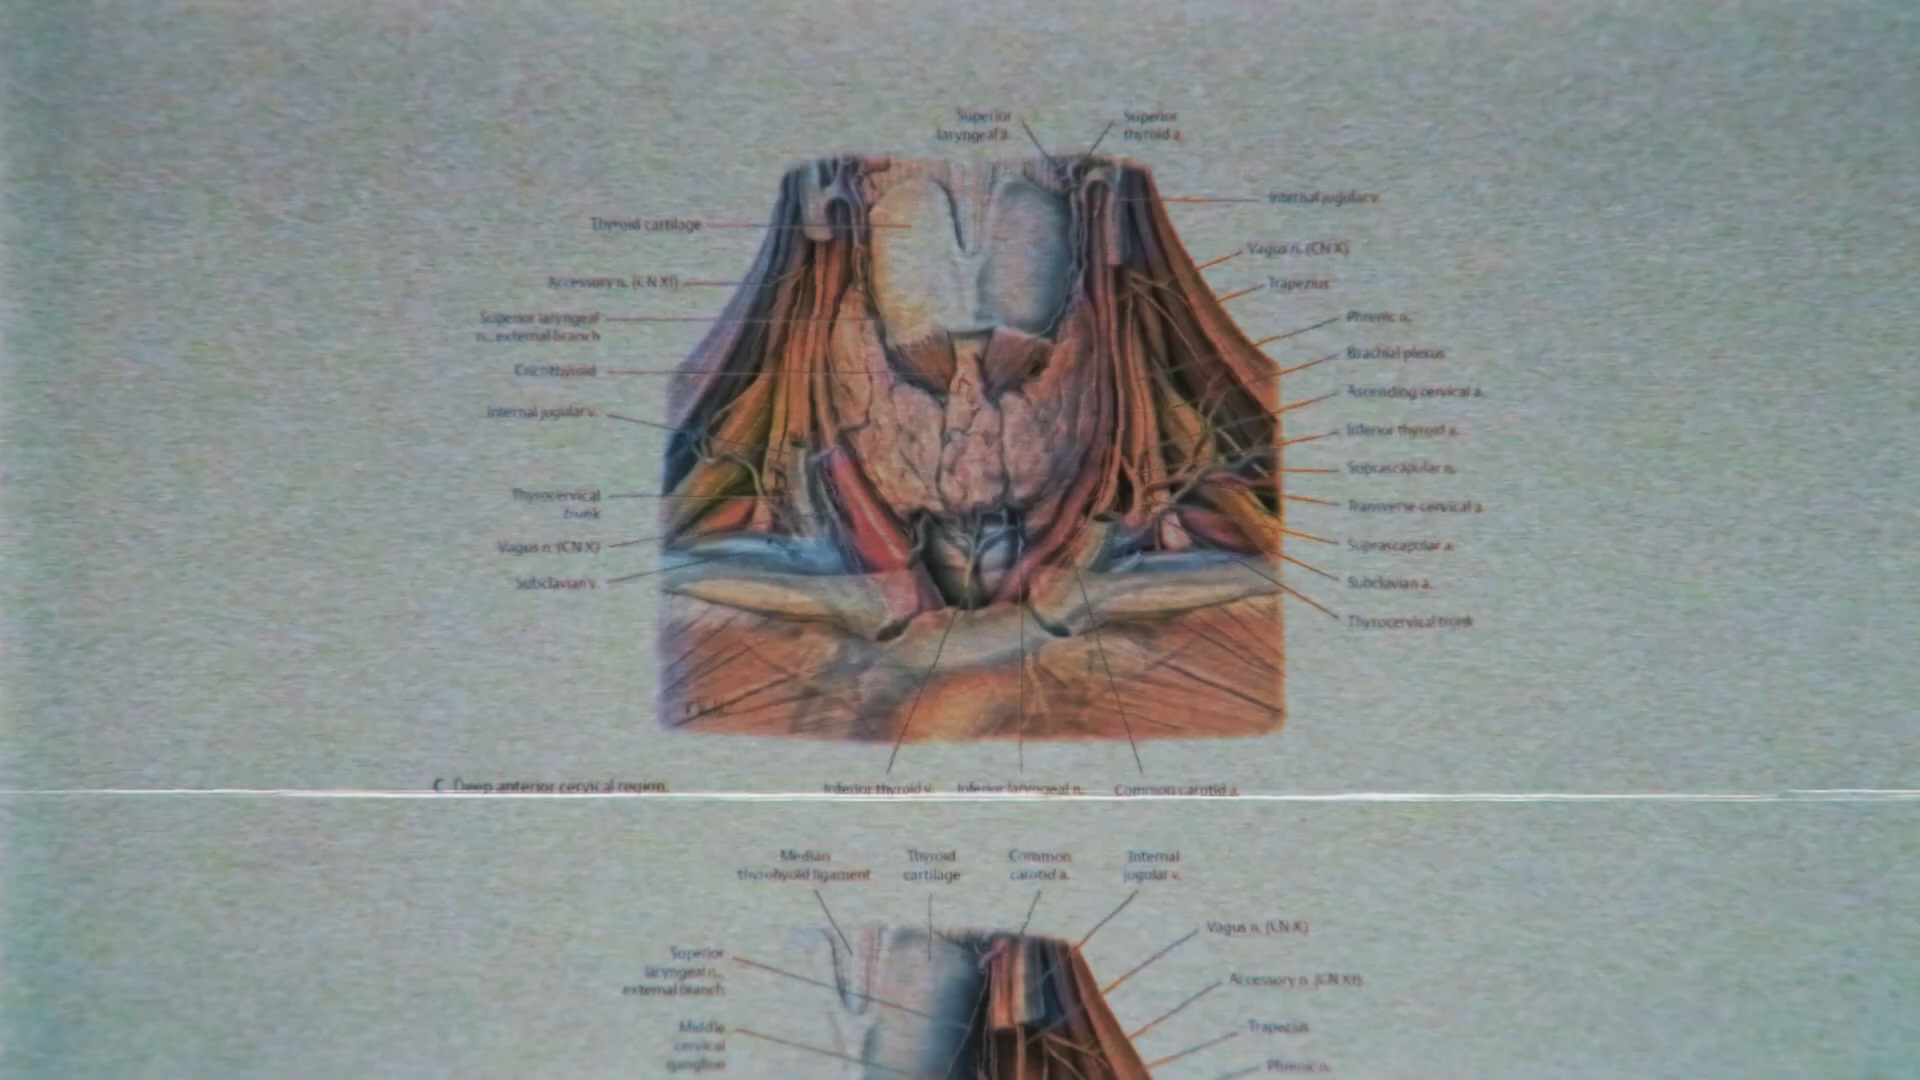 Superior
laryngeal a.
Superior
thyroid a.
Thyroid cartilage
Accessory n. (CN XI)
Superior laryngeal
n., external branch
Cricothyroid
Internal jugular v.
Thyrocervical
trunk
Vagus n. (CN X)
Subclavian v.
Internal jugular v.
Vagus n. (CN X)
Trapezius
Phrenic n.
Brachial plexus
Ascending cervical a.
Inferior thyroid a.
Suprascapular n.
Transverse cervical a.
Suprascapular a.
Subclavian a.
Thyrocervical trunk
Inferior thyroid v.
Inferior laryngeal n.
Common carotid a.
C Deep anterior cervical region.
Median
thyrohyoid ligament
Thyroid
cartilage
Common
carotid a.
Internal
jugular v.
Superior
laryngeal n.,
external branch
Middle
cervical
ganglion
Vagus n. (CN X)
Accessory n. (CN XI)
Trapezius
Phrenic n.